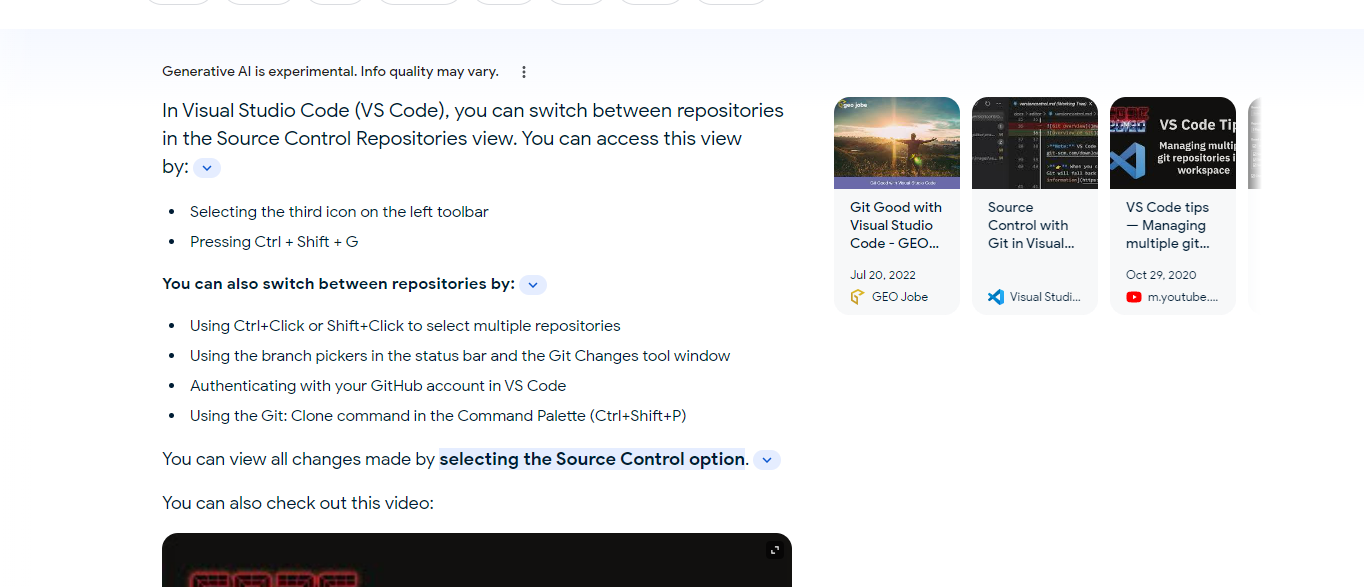 Generative AI is experimental. Info quality may vary.
In Visual Studio Code (VS Code), you can switch between repositories
in the Source Control Repositories view. You can access this view
by:
Selecting the third icon on the left toolbar
Pressing Ctrl + Shift + G
You can also switch between repositories by:
Using Ctrl+Click or Shift+Click to select multiple repositories
Using the branch pickers in the status bar and the Git Changes tool window
Authenticating with your GitHub account in VS Code
Using the Git: Clone command in the Command Palette (Ctrl+Shift+P)
You can view all changes made by selecting the Source Control option.
You can also check out this video:
geo jobe
Git Good with Visual Studio Code
Git Good with
Visual Studio
Code - GEO...
Jul 20, 2022
GEO Jobe
Source
Control with
Git in Visual...
Visual Studi...
VS Code Tip
Managing multip
git repositories i
workspace
VS Code tips
— Managing
multiple git...
Oct 29, 2020
m.youtube....